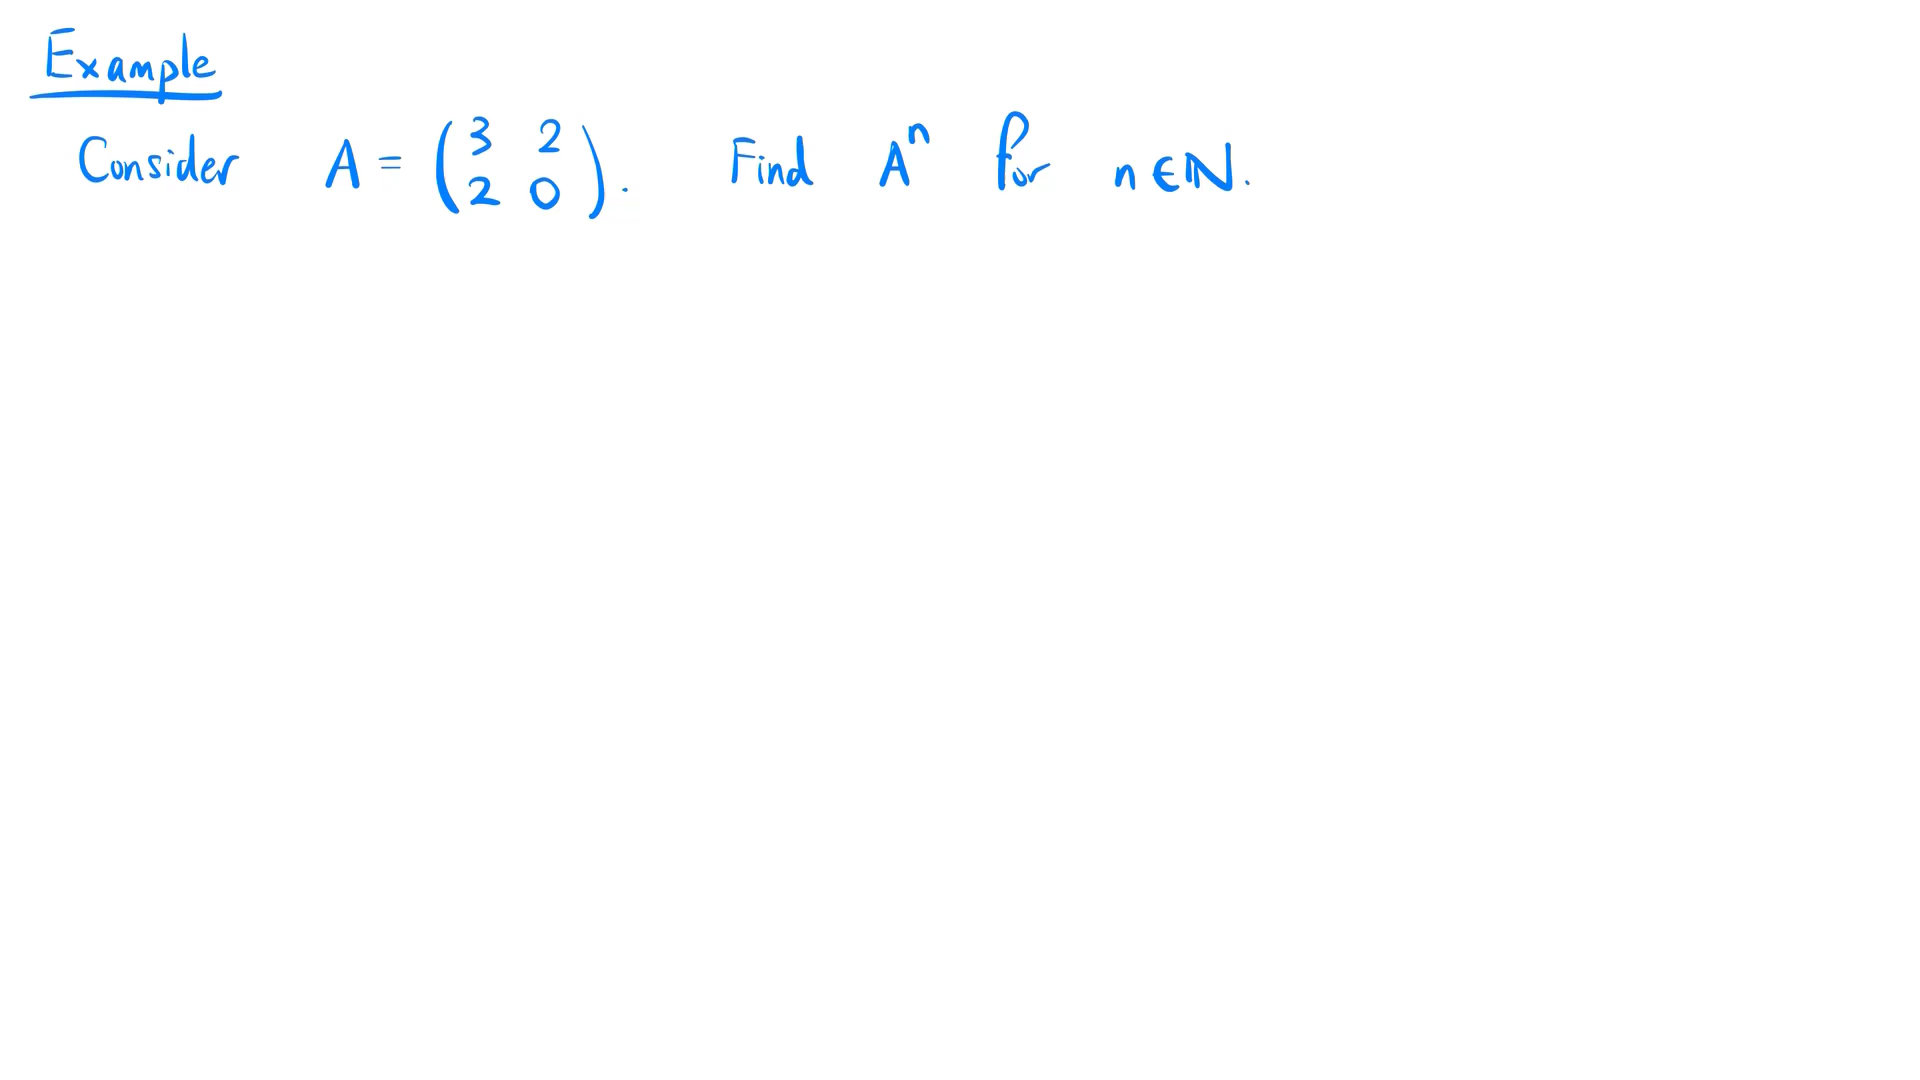 Example
Consider A = (3 2
2 0). Find Aⁿ for n ∈ ℕ.